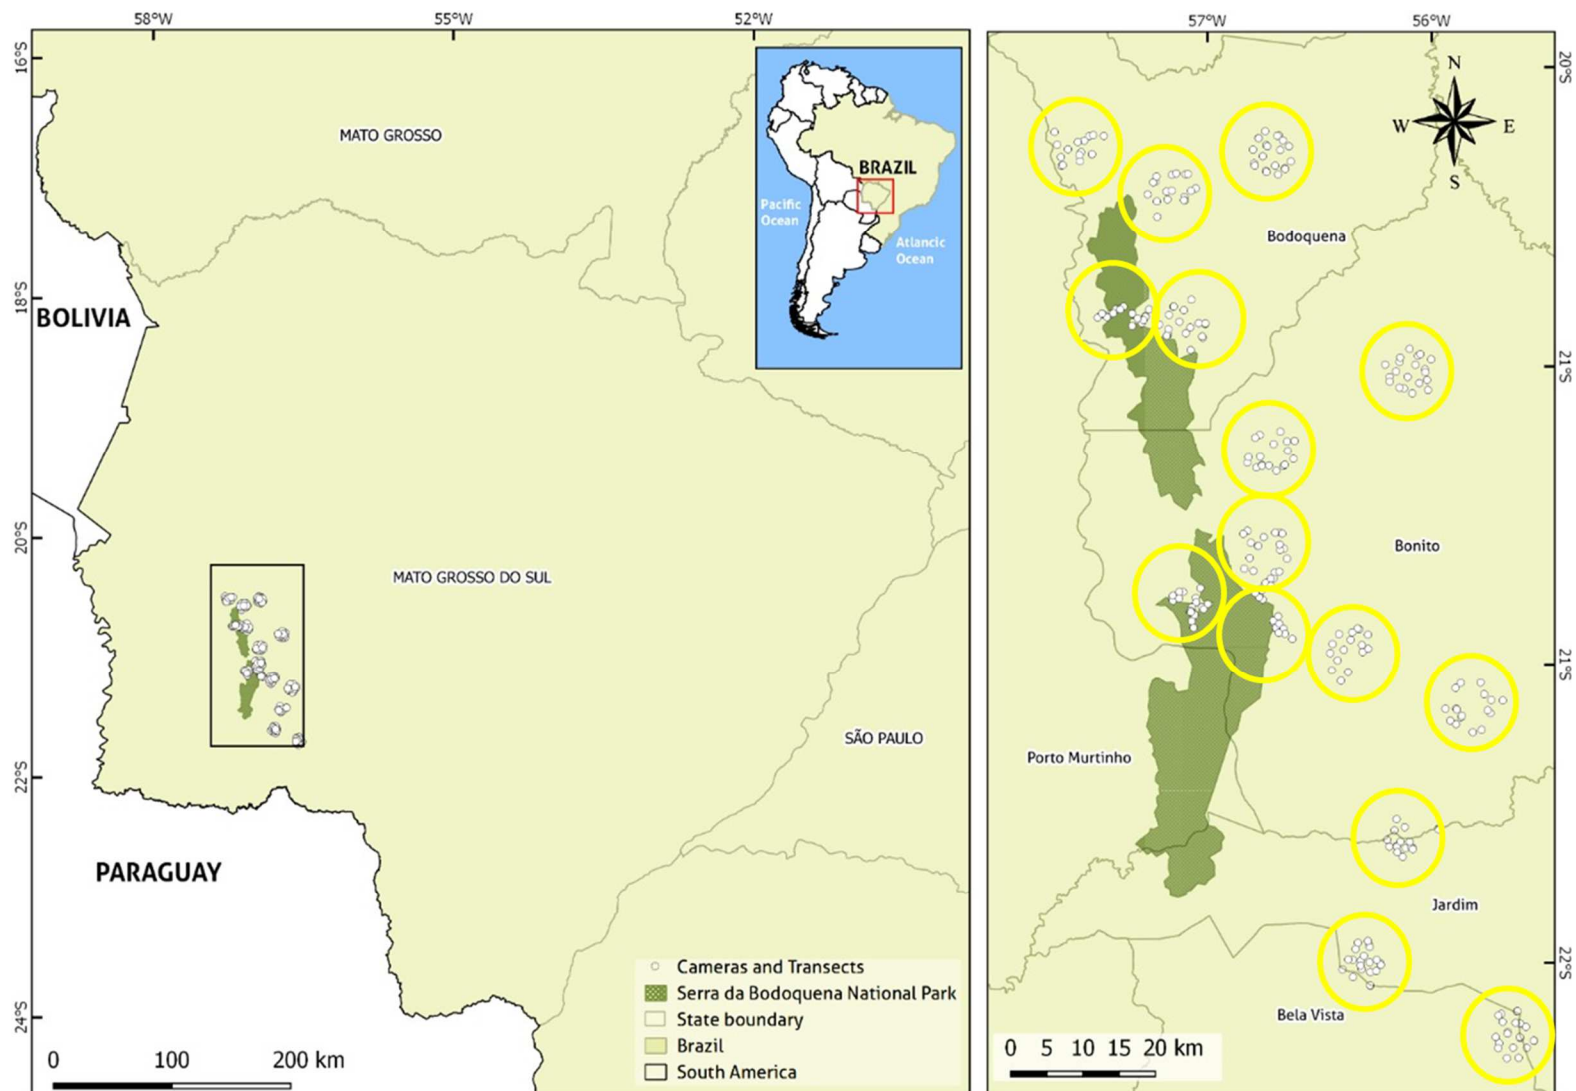 58°W
55°W
52°W
57°W
56°W
16°S
18°S
20°S
22°S
24°S
MATO GROSSO
BOLIVIA
MATO GROSSO DO SUL
SÃO PAULO
PARAGUAY
BRAZIL
Pacific
Ocean
Atlancic
Ocean
Cameras and Transects
Serra da Bodoquena National Park
State boundary
Brazil
South America
0 100 200 km
N
W E
S
20°S
21°S
21°S
22°S
Bodoquena
Bonito
Porto Murtinho
Jardim
Bela Vista
0 5 10 15 20 km